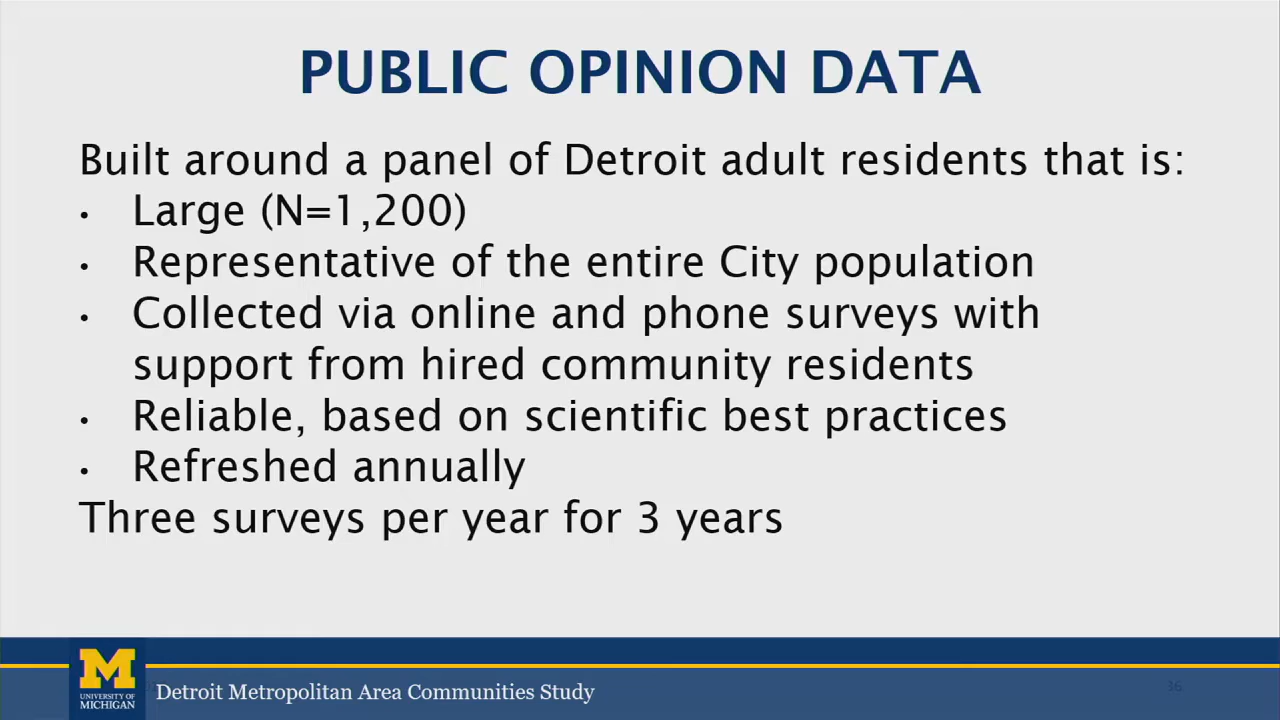 PUBLIC OPINION DATA
Built around a panel of Detroit adult residents that is:
• Large (N=1,200)
• Representative of the entire City population
• Collected via online and phone surveys with
support from hired community residents
• Reliable, based on scientific best practices
• Refreshed annually
Three surveys per year for 3 years
M
UNIVERSITY OF
MICHIGAN
Detroit Metropolitan Area Communities Study
36